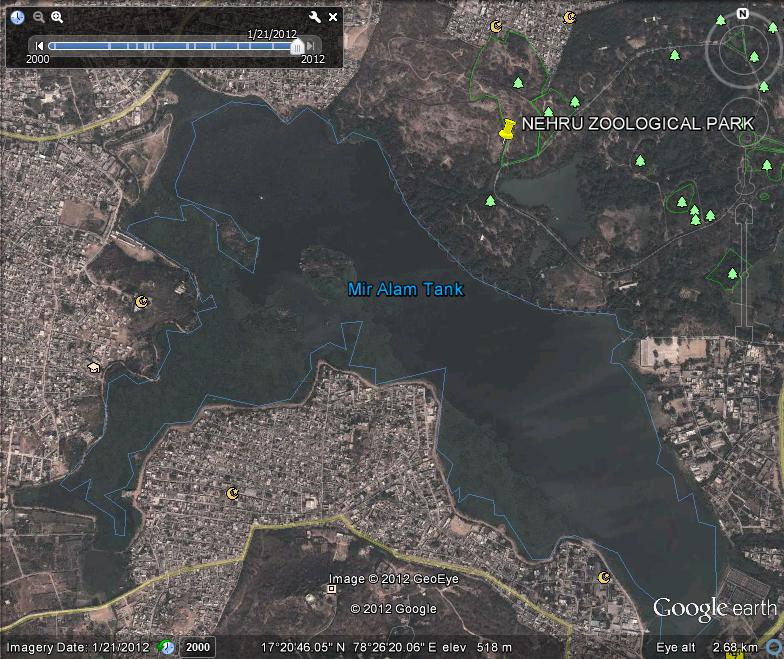 1/21/2012
2000
2012
N
NEHRU ZOOLOGICAL PARK
Mir Alam Tank
Image © 2012 GeoEye
© 2012 Google
Google earth
Imagery Date: 1/21/2012 2000 17°20'46.05" N 78°26'20.06" E elev 518 m Eye alt 2.68 km